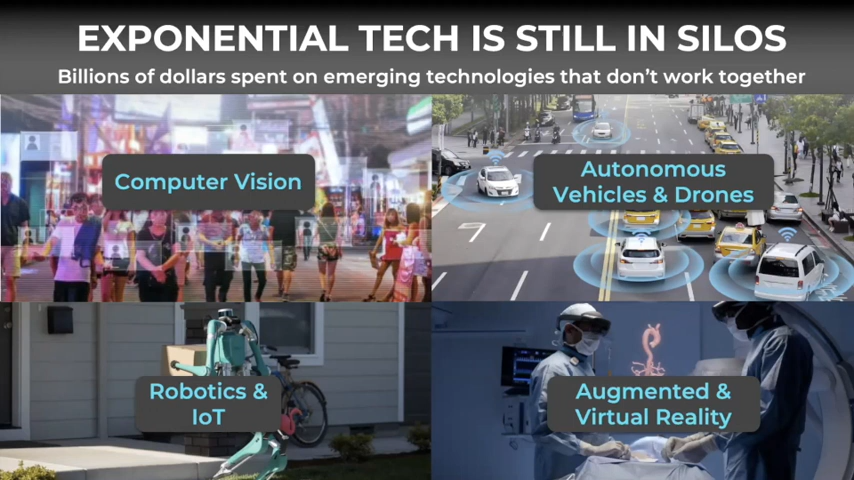 EXPONENTIAL TECH IS STILL IN SILOS
Billions of dollars spent on emerging technologies that don't work together
Computer Vision
Autonomous
Vehicles & Drones
Robotics &
IoT
Augmented &
Virtual Reality